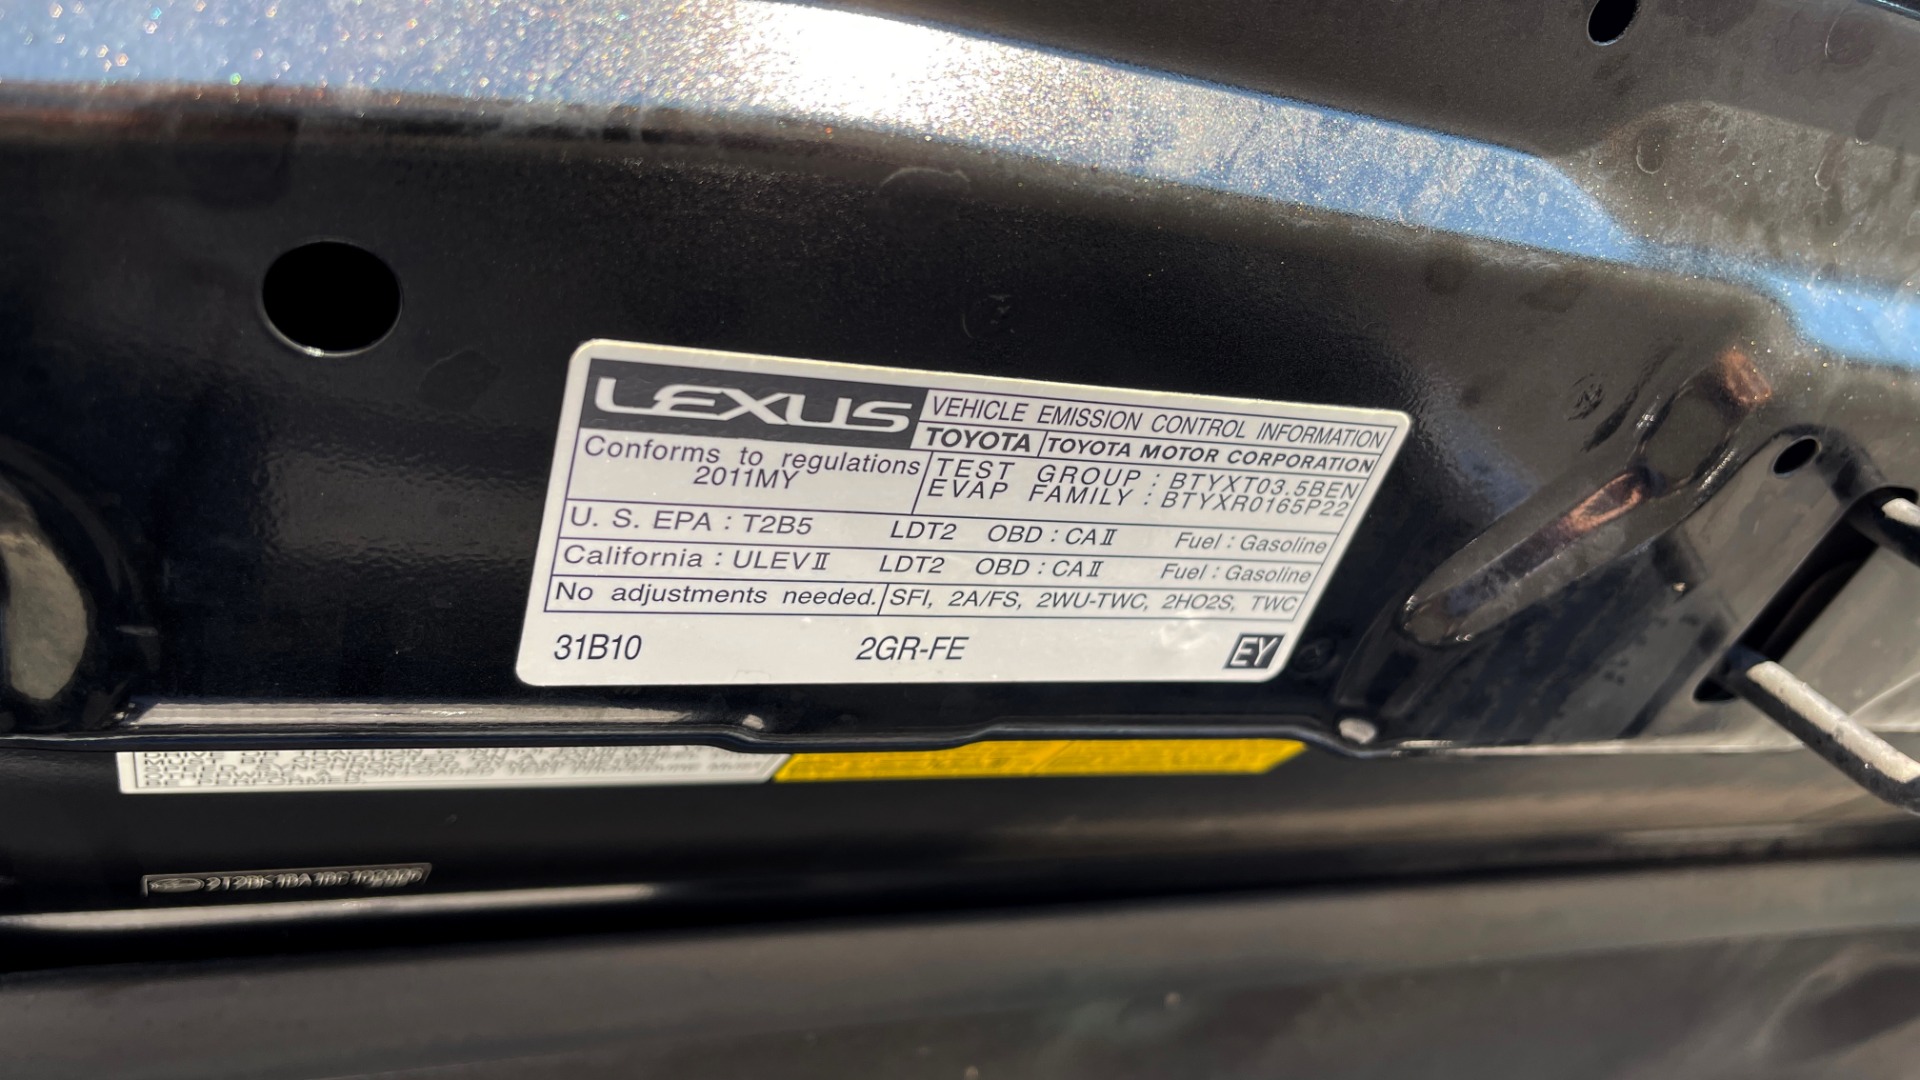 LEXUS
VEHICLE EMISSION CONTROL INFORMATION
TOYOTA TOYOTA MOTOR CORPORATION
Conforms to regulations
2011MY
TEST GROUP : BTYXT03.5BEN
EVAP FAMILY : BTYXR0165P22
U. S. EPA : T2B5 LDT2 OBD : CAⅡ Fuel : Gasoline
California : ULEVⅡ LDT2 OBD : CAⅡ Fuel : Gasoline
No adjustments needed. SFI, 2A/FS, 2WU-TWC, 2HO2S, TWC
31B10 2GR-FE EY
BE PERFORMED.